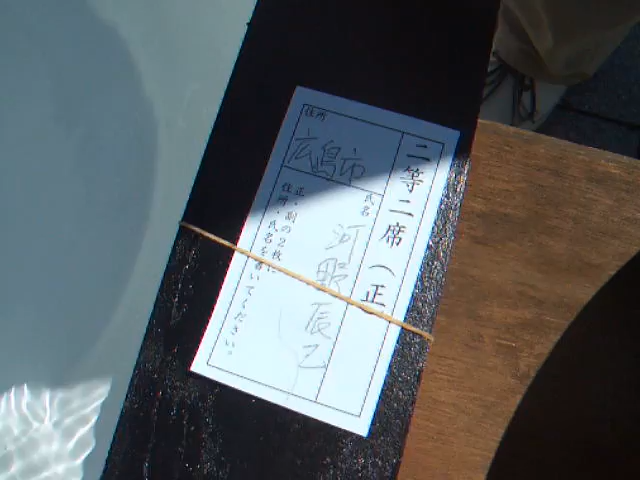 二等二席(正
住所
広島市
氏名
河野辰己
正・副の2枚に
住所・氏名を書いてください。